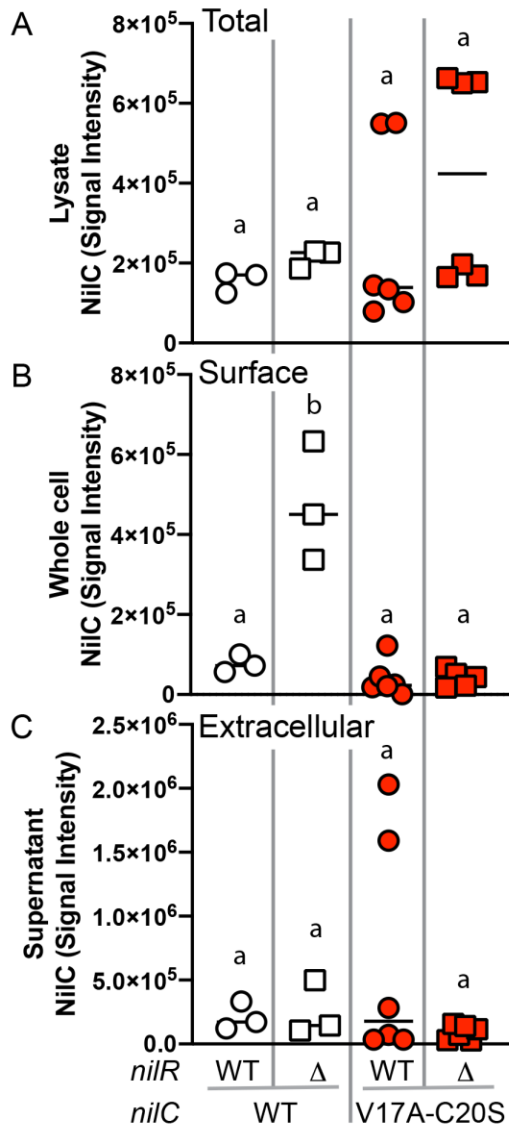 A
Total
Lysate
NilC (Signal Intensity)
8×10⁵
6×10⁵
4×10⁵
2×10⁵
0
a
a
a
a
B
Surface
Whole cell
NilC (Signal Intensity)
8×10⁵
6×10⁵
4×10⁵
2×10⁵
0
a
b
a
a
C
Extracellular
Supernatant
NilC (Signal Intensity)
2.5×10⁶
2.0×10⁶
1.5×10⁶
1.0×10⁶
5.0×10⁵
0.0
a
a
a
a
nilR WT Δ WT Δ
nilC WT V17A-C20S